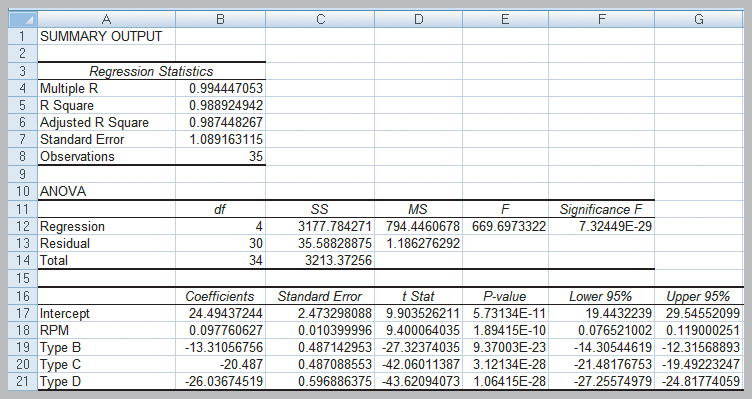 A B C D E F G
1 SUMMARY OUTPUT
2
3 Regression Statistics
4 Multiple R 0.994447053
5 R Square 0.988924942
6 Adjusted R Square 0.987448267
7 Standard Error 1.089163115
8 Observations 35
9
10 ANOVA
11 df SS MS F Significance F
12 Regression 4 3177.784271 794.4460678 669.6973322 7.32449E-29
13 Residual 30 35.58828875 1.186276292
14 Total 34 3213.37256
15
16 Coefficients Standard Error t Stat P-value Lower 95% Upper 95%
17 Intercept 24.49437244 2.473298088 9.903526211 5.73134E-11 19.4432239 29.54552099
18 RPM 0.097760627 0.010399996 9.400064035 1.89415E-10 0.076521002 0.119000251
19 Type B -13.31056756 0.487142953 -27.32374035 9.37003E-23 -14.30544619 -12.31568893
20 Type C -20.487 0.487088553 -42.06011387 3.12134E-28 -21.48176753 -19.49223247
21 Type D -26.03674519 0.596886375 -43.62094073 1.06415E-28 -27.25574979 -24.81774059